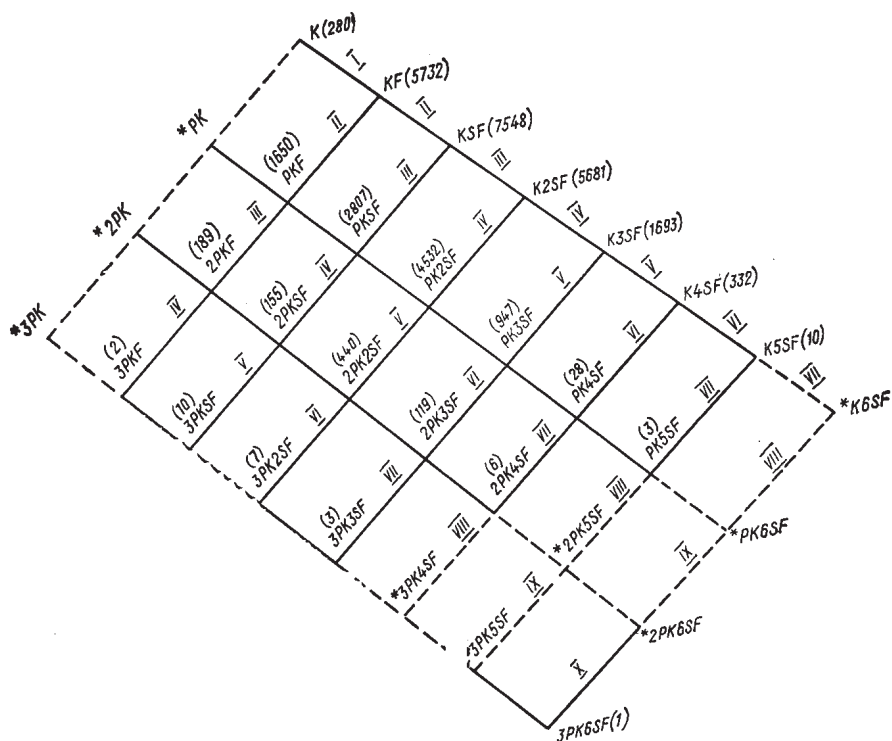 K(280)
I
KF(5732)
II
KSF(7548)
III
K2SF(5681)
IV
K3SF(1693)
V
K4SF(332)
VI
K5SF(10)
VII
*K6SF
*PK
(1650)
PKF
II
(2807)
PKSF
III
(4532)
PK2SF
IV
(947)
PK3SF
V
(28)
PK4SF
VI
(3)
PK5SF
VII
*PK6SF
VIII
*2PK
(189)
2PKF
III
(155)
2PKSF
IV
(440)
2PK2SF
V
(119)
2PK3SF
VI
(6)
2PK4SF
VII
*2PK5SF
VIII
*2PK6SF
IX
*3PK
(2)
3PKF
IV
(10)
3PKSF
V
(7)
3PK2SF
VI
(3)
3PK3SF
VII
*3PK4SF
VIII
3PK5SF
IX
3PK6SF(1)
X